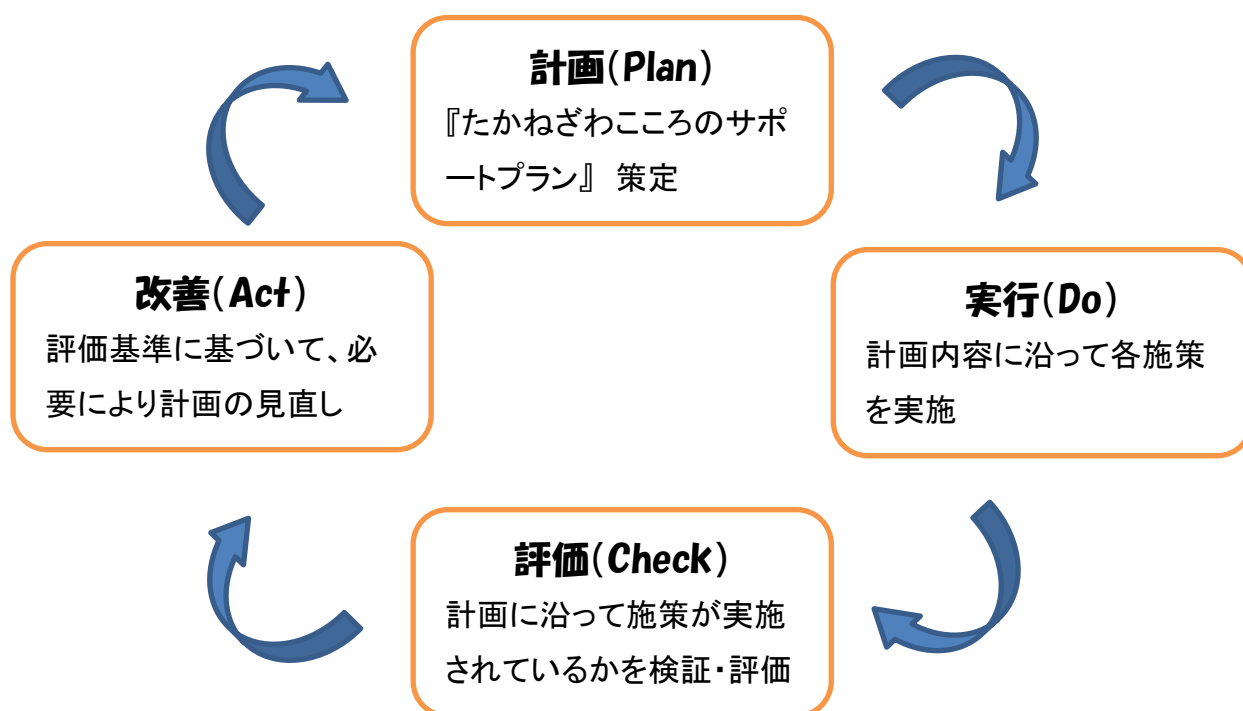 計画(Plan)
『たかねざわこころのサポ
ートプラン』 策定
改善(Act)
評価基準に基づいて、必
要により計画の見直し
実行(Do)
計画内容に沿って各施策
を実施
評価(Check)
計画に沿って施策が実施
されているかを検証・評価